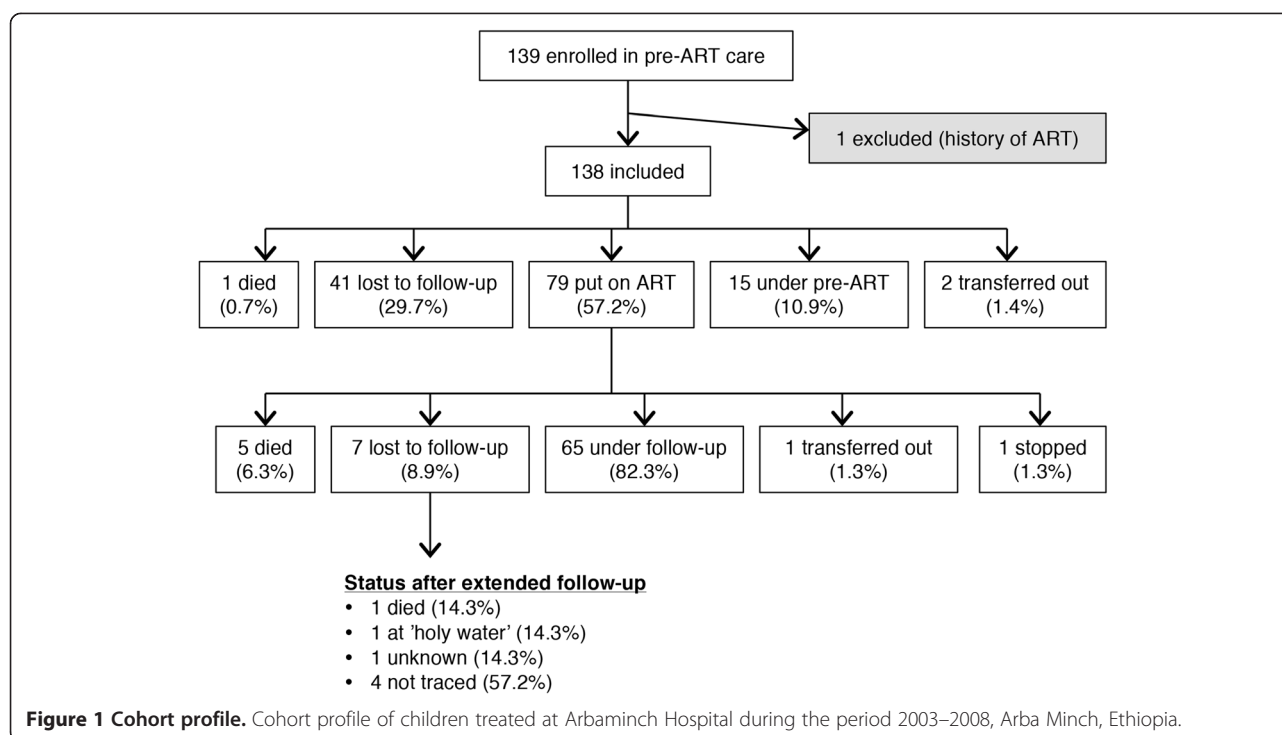 139 enrolled in pre-ART care
1 excluded (history of ART)
138 included
1 died
(0.7%)
41 lost to follow-up
(29.7%)
79 put on ART
(57.2%)
15 under pre-ART
(10.9%)
2 transferred out
(1.4%)
5 died
(6.3%)
7 lost to follow-up
(8.9%)
65 under follow-up
(82.3%)
1 transferred out
(1.3%)
1 stopped
(1.3%)
Status after extended follow-up
• 1 died (14.3%)
• 1 at ’holy water’ (14.3%)
• 1 unknown (14.3%)
• 4 not traced (57.2%)
Figure 1 Cohort profile. Cohort profile of children treated at Arbaminch Hospital during the period 2003–2008, Arba Minch, Ethiopia.